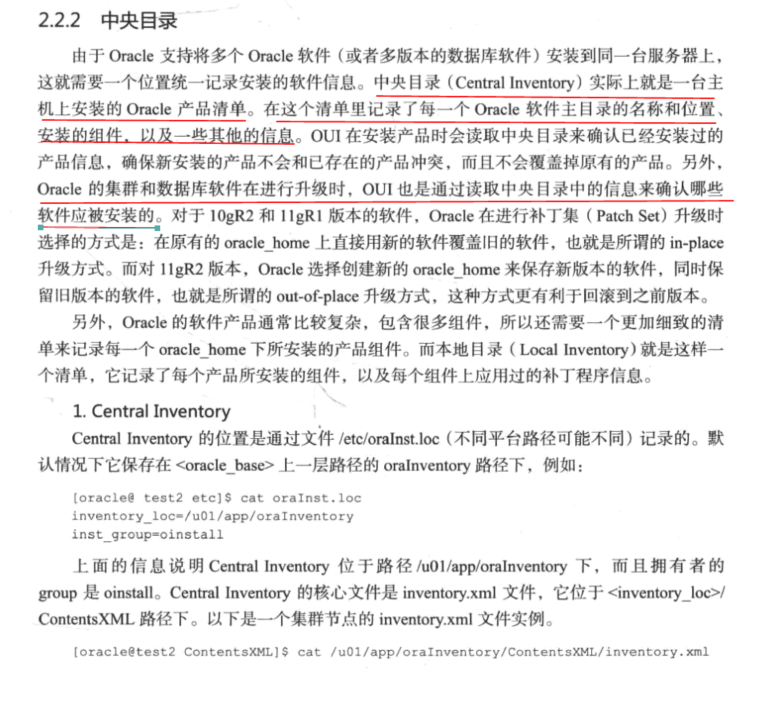 2.2.2 中央目录
由于 Oracle 支持将多个 Oracle 软件（或者多版本的数据库软件）安装到同一台服务器上，
这就需要一个位置统一记录安装的软件信息。中央目录（Central Inventory）实际上就是一台主
机上安装的 Oracle 产品清单。在这个清单里记录了每一个 Oracle 软件主目录的名称和位置、
安装的组件，以及一些其他的信息。OUI 在安装产品时会读取中央目录来确认已经安装过的
产品信息，确保新安装的产品不会和已存在的产品冲突，而且不会覆盖掉原有的产品。另外，
Oracle 的集群和数据库软件在进行升级时，OUI 也是通过读取中央目录中的信息来确认哪些
软件应被安装的。对于 10gR2 和 11gR1 版本的软件，Oracle 在进行补丁集（Patch Set）升级时
选择的方式是：在原有的 oracle_home 上直接用新的软件覆盖旧的软件，也就是所谓的 in-place
升级方式。而对 11gR2 版本，Oracle 选择创建新的 oracle_home 来保存新版本的软件，同时保
留旧版本的软件，也就是所谓的 out-of-place 升级方式，这种方式更有利于回滚到之前版本。
另外，Oracle 的软件产品通常比较复杂，包含很多组件，所以还需要一个更加细致的清
单来记录每一个 oracle_home 下所安装的产品组件。而本地目录（Local Inventory）就是这样一
个清单，它记录了每个产品所安装的组件，以及每个组件上应用过的补丁程序信息。
1. Central Inventory
Central Inventory 的位置是通过文件 /etc/oraInst.loc（不同平台路径可能不同）记录的。默
认情况下它保存在 <oracle_base> 上一层路径的 oraInventory 路径下，例如：
[oracle@ test2 etc]$ cat oraInst.loc
inventory_loc=/u01/app/oraInventory
inst_group=oinstall
上面的信息说明 Central Inventory 位于路径 /u01/app/oraInventory 下，而且拥有者的
group 是 oinstall。Central Inventory 的核心文件是 inventory.xml 文件，它位于 <inventory_loc>/
ContentsXML 路径下。以下是一个集群节点的 inventory.xml 文件实例。
[oracle@test2 ContentsXML]$ cat /u01/app/oraInventory/ContentsXML/inventory.xml